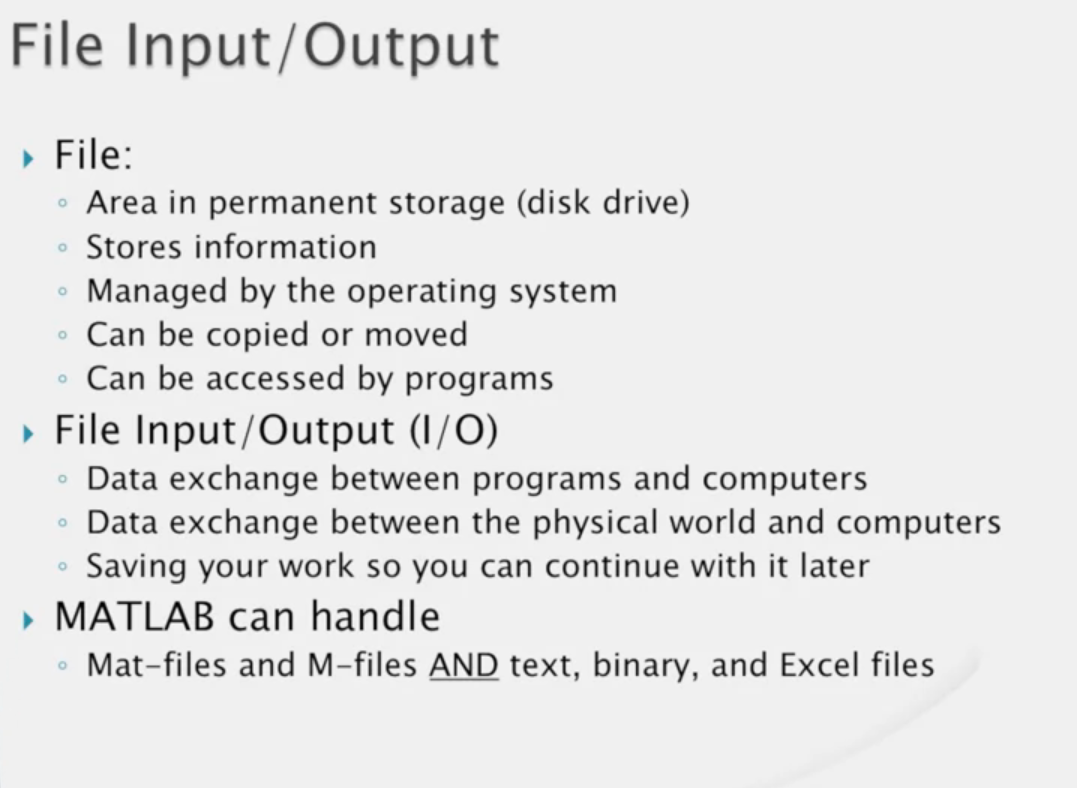 File Input/Output
File:
Area in permanent storage (disk drive)
Stores information
Managed by the operating system
Can be copied or moved
Can be accessed by programs
File Input/Output (I/O)
Data exchange between programs and computers
Data exchange between the physical world and computers
Saving your work so you can continue with it later
MATLAB can handle
Mat-files and M-files AND text, binary, and Excel files